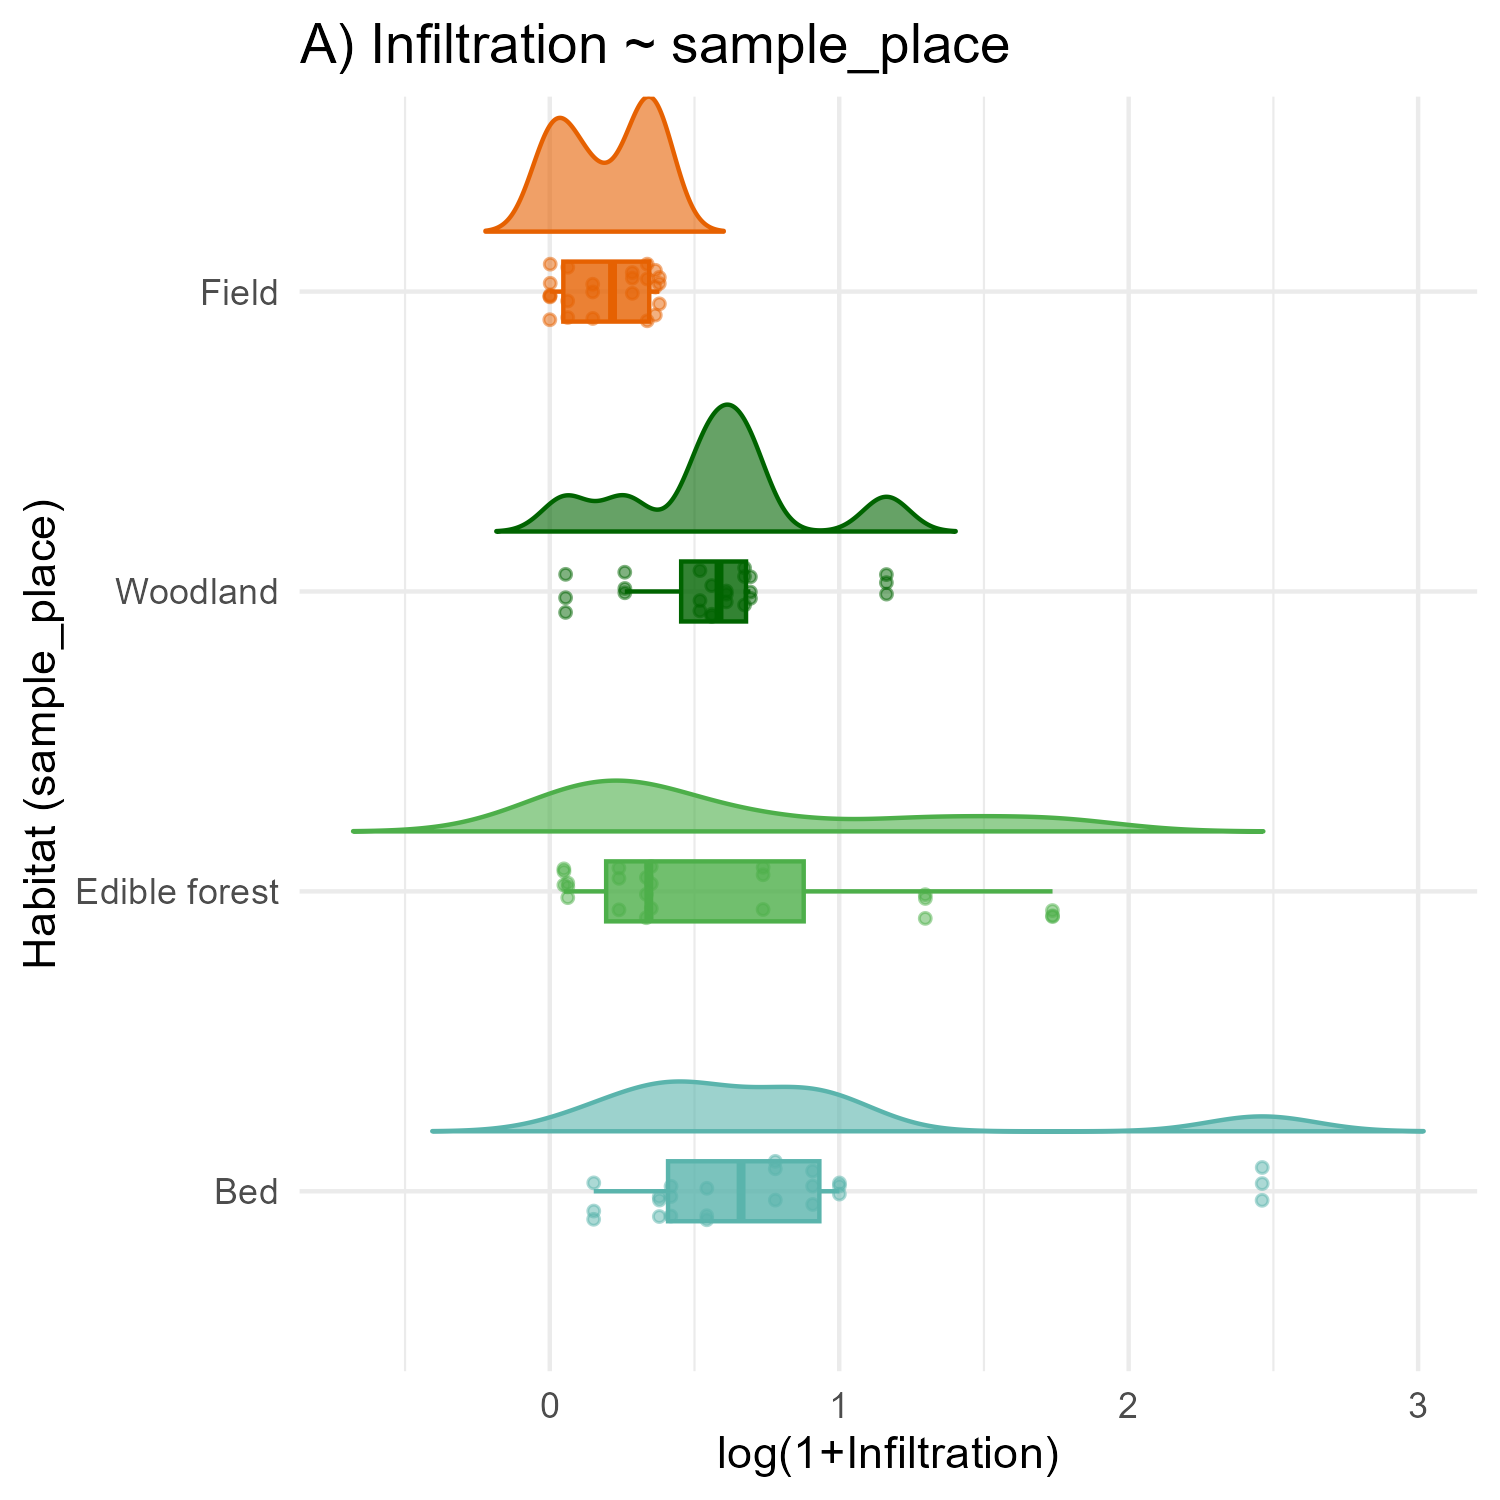 A) Infiltration ~ sample_place
Habitat (sample_place)
Field
Woodland
Edible forest
Bed
0 1 2 3
log(1+Infiltration)